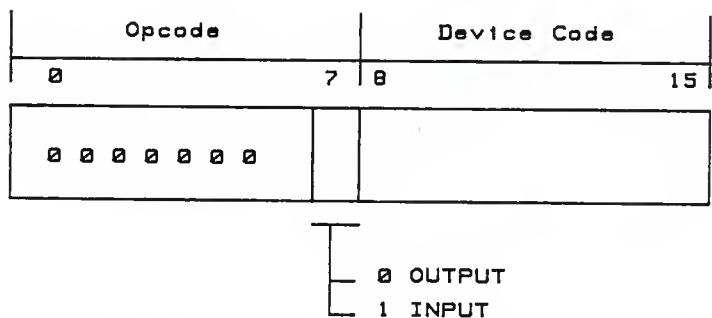 Opcode Device Code
0 7 8 15
0 0 0 0 0 0 0
0 OUTPUT
1 INPUT